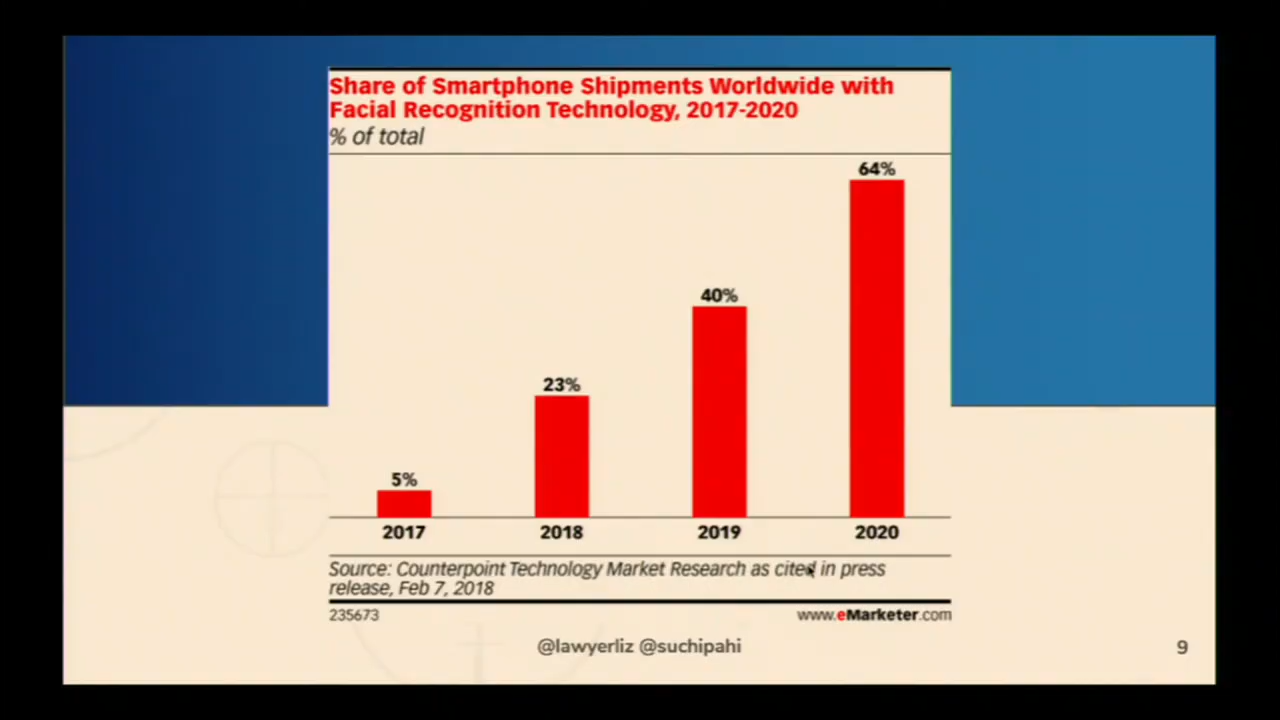 Share of Smartphone Shipments Worldwide with
Facial Recognition Technology, 2017-2020
% of total
64%
40%
23%
5%
2017 2018 2019 2020
Source: Counterpoint Technology Market Research as cited in press
release, Feb 7, 2018
235673 www.eMarketer.com
@lawyerliz @suchipahi 9